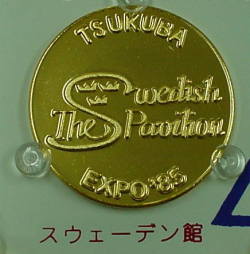 TSUKUBA
Swedish
The Pavilion
EXPO'85
スウェーデン館